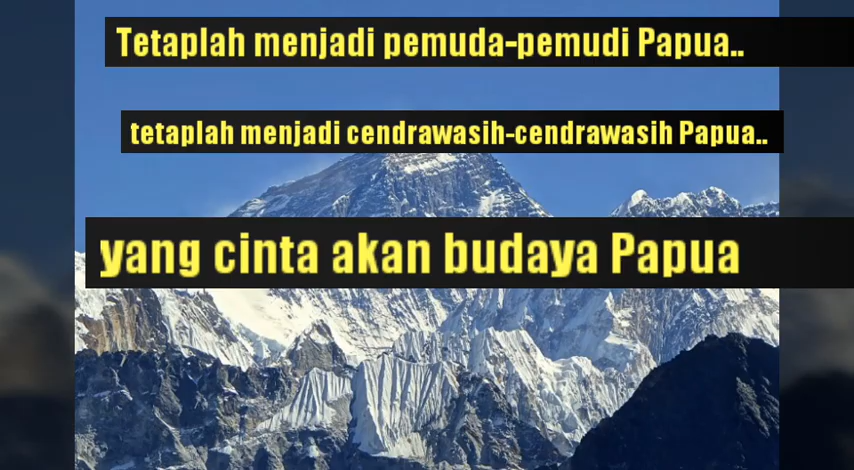 Tetaplah menjadi pemuda-pemudi Papua..
tetaplah menjadi cendrawasih-cendrawasih Papua..
yang cinta akan budaya Papua